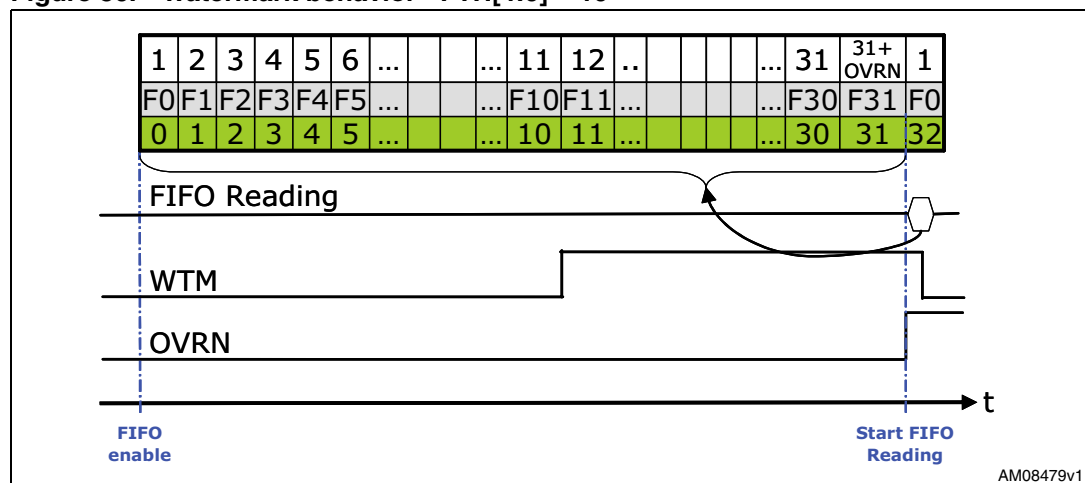 1 2 3 4 5 6 ... ... 11 12 .. ... 31 31+ OVRN 1
F0 F1 F2 F3 F4 F5 ... ... F10 F11 ... ... F30 F31 F0
0 1 2 3 4 5 ... ... 10 11 ... ... 30 31 32
FIFO Reading
WTM
OVRN
t
FIFO enable
Start FIFO Reading
AM08479v1